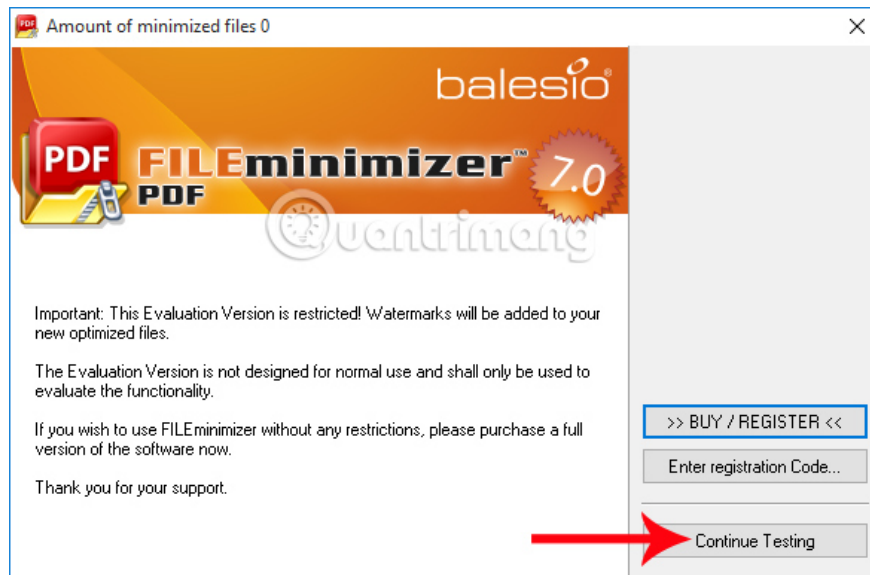 Amount of minimized files 0
balesio®
PDF
FILEminimizer™
PDF
7.0
Quantrimang
Important: This Evaluation Version is restricted! Watermarks will be added to your
new optimized files.
The Evaluation Version is not designed for normal use and shall only be used to
evaluate the functionality.
If you wish to use FILEminimizer without any restrictions, please purchase a full
version of the software now.
Thank you for your support.
>> BUY / REGISTER <<
Enter registration Code...
Continue Testing